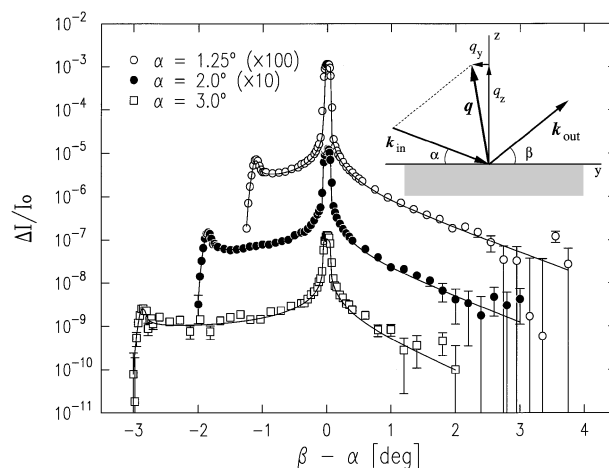 10⁻²
10⁻³
10⁻⁴
10⁻⁵
10⁻⁶
10⁻⁷
10⁻⁸
10⁻⁹
10⁻¹⁰
10⁻¹¹
ΔI/Io
α = 1.25° (×100)
α = 2.0° (×10)
α = 3.0°
z
q_y
q_z
q
k_in
k_out
α
β
y
-3 -2 -1 0 1 2 3 4
β − α [deg]